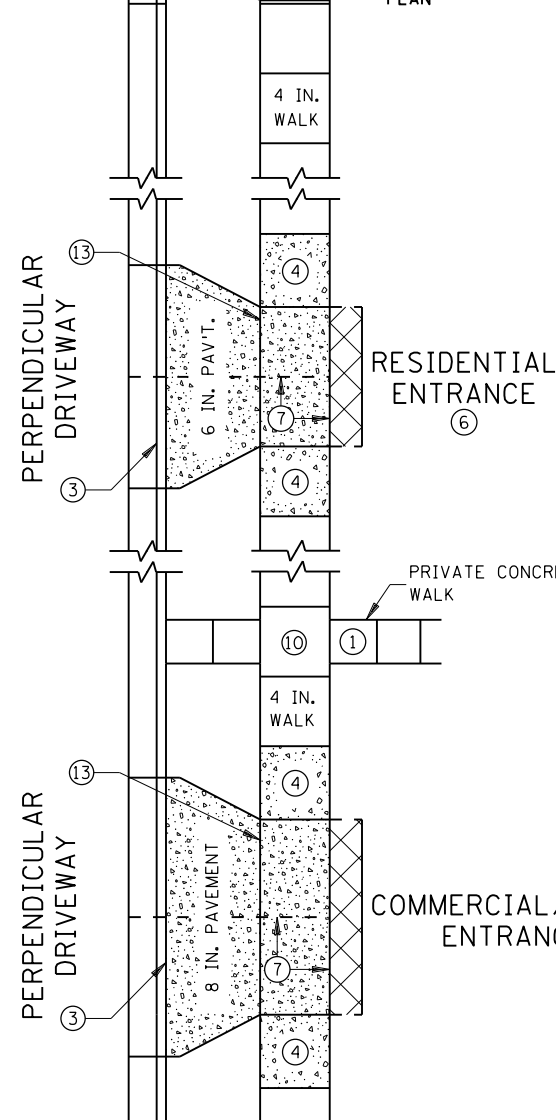 PLAN
4 IN.
WALK
13
4
PERPENDICULAR
DRIVEWAY
6 IN. PAV'T.
RESIDENTIAL
ENTRANCE
6
7
3
4
PRIVATE CONCR
WALK
10
1
4 IN.
WALK
13
4
PERPENDICULAR
DRIVEWAY
8 IN. PAVEMENT
COMMERCIAL/
ENTRANC
7
3
4